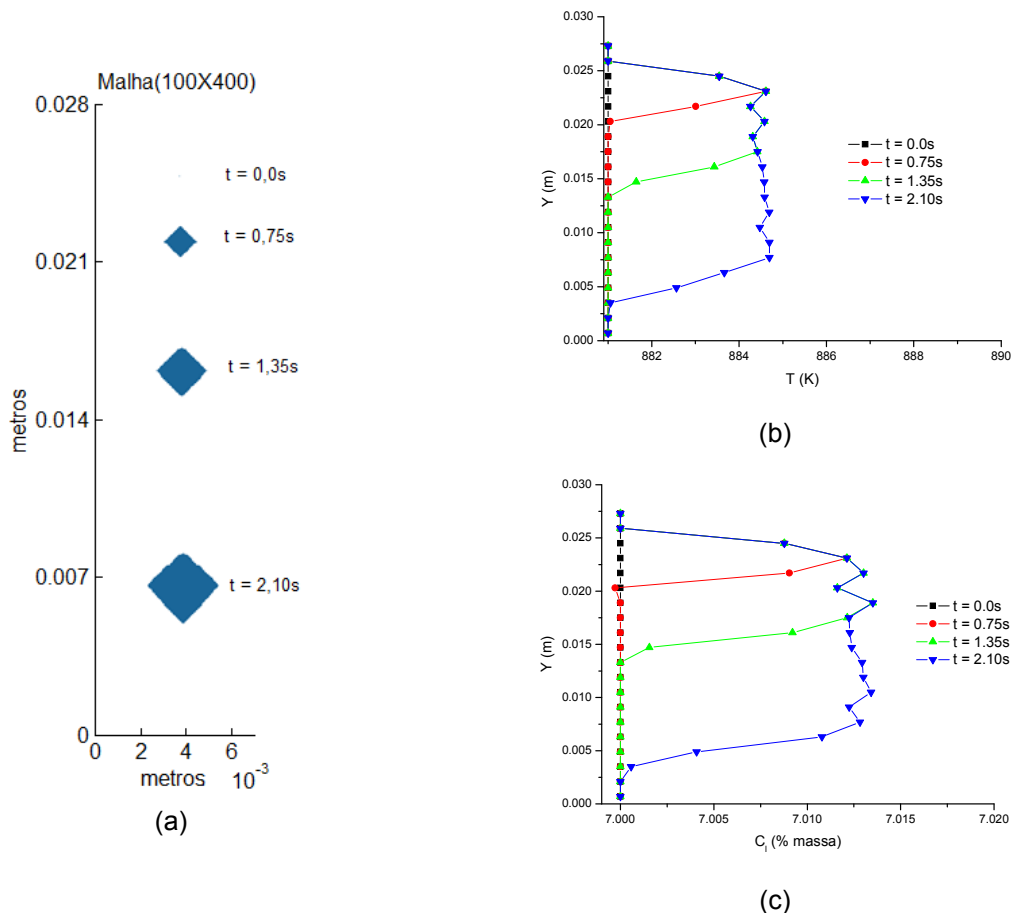 Malha(100X400)
0.028
0.021
0.014
0.007
0
metros
t = 0,0s
t = 0,75s
t = 1,35s
t = 2,10s
0 2 4 6
metros 10-3
(a)
0.030
0.025
0.020
0.015
0.010
0.005
0.000
Y (m)
t = 0.0s
t = 0.75s
t = 1.35s
t = 2.10s
882 884 886 888 890
T (K)
(b)
0.030
0.025
0.020
0.015
0.010
0.005
0.000
Y (m)
t = 0.0s
t = 0.75s
t = 1.35s
t = 2.10s
7.000 7.005 7.010 7.015 7.020
Cl (% massa)
(c)